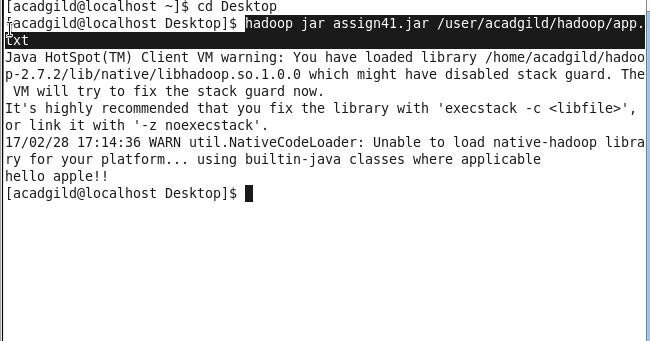 [acadgild@localhost ~]$ cd Desktop
[acadgild@localhost Desktop]$ hadoop jar assign41.jar /user/acadgild/hadoop/app.
txt
Java HotSpot(TM) Client VM warning: You have loaded library /home/acadgild/hadoo
p-2.7.2/lib/native/libhadoop.so.1.0.0 which might have disabled stack guard. The
 VM will try to fix the stack guard now.
It's highly recommended that you fix the library with 'execstack -c <libfile>',
or link it with '-z noexecstack'.
17/02/28 17:14:36 WARN util.NativeCodeLoader: Unable to load native-hadoop libra
ry for your platform... using builtin-java classes where applicable
hello apple!!
[acadgild@localhost Desktop]$